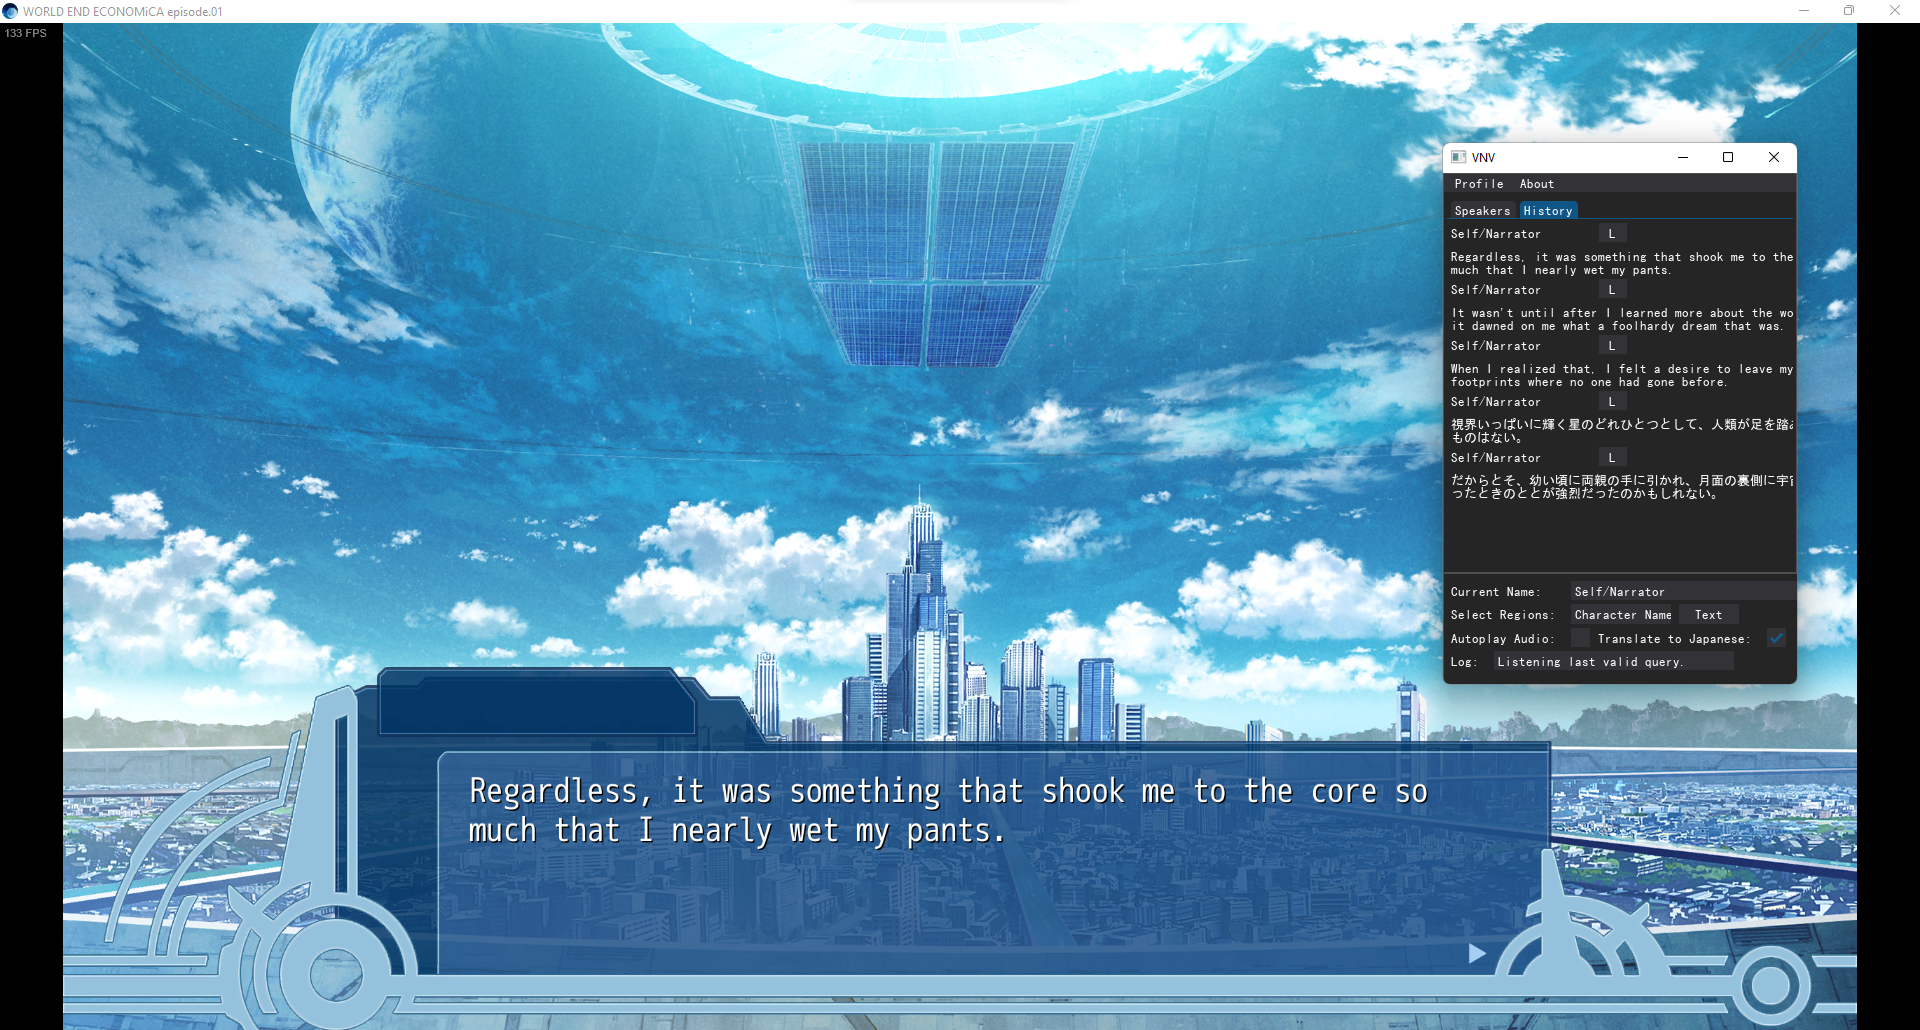 WORLD END ECONOMiCA episode.01
133 FPS
VNV
Profile About
Speakers History
Self/Narrator L
Regardless, it was something that shook me to the
much that I nearly wet my pants.
Self/Narrator L
It wasn't until after I learned more about the wo
it dawned on me what a foolhardy dream that was.
Self/Narrator L
When I realized that, I felt a desire to leave my
footprints where no one had gone before.
Self/Narrator L
視界いっぱいに輝く星のどれひとつとして、人類が足を踏み
ものはない。
Self/Narrator L
だからとそ、幼い頃に両親の手に引かれ、月面の裏側に宇宙
ったときのととが強烈だったのかもしれない。
Current Name: Self/Narrator
Select Regions: Character Name Text
Autoplay Audio: Translate to Japanese:
Log: Listening last valid query.
Regardless, it was something that shook me to the core so
much that I nearly wet my pants.